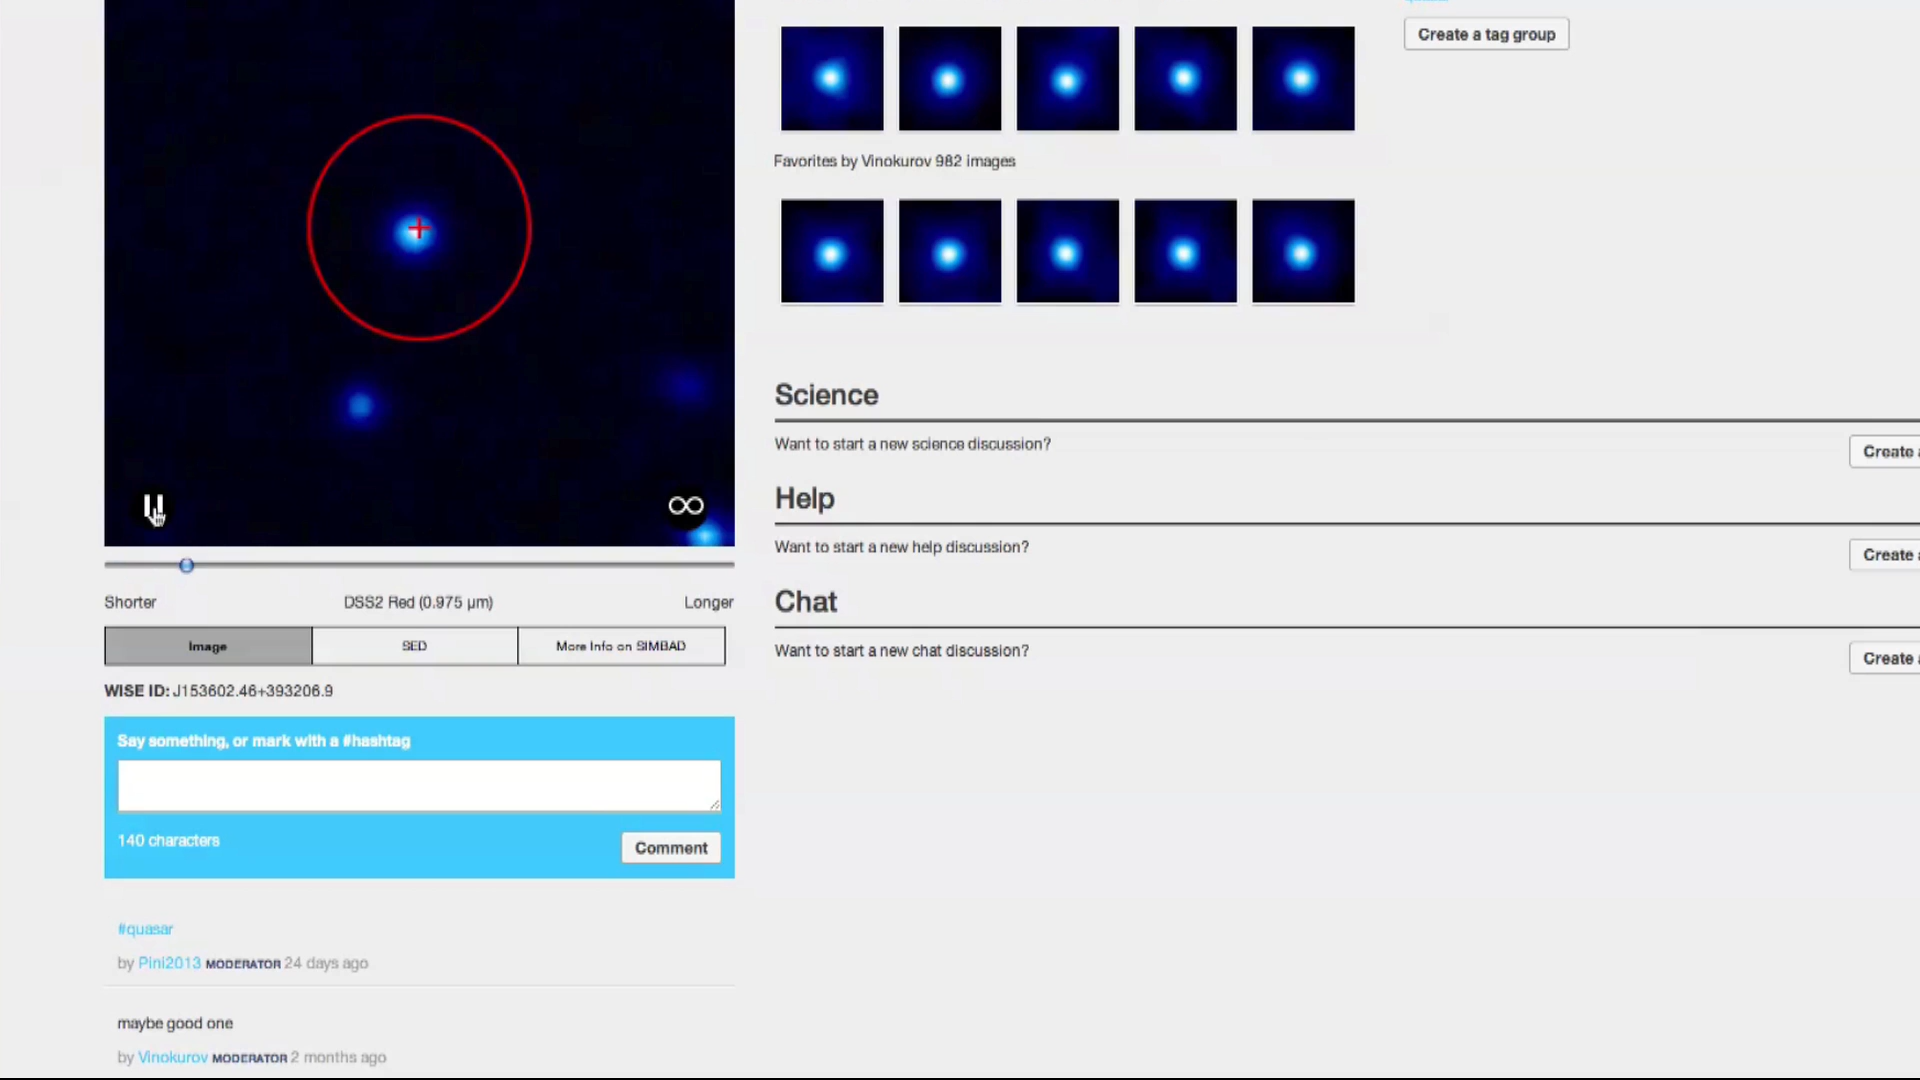 Create a tag group
Favorites by Vinokurov 982 images
Shorter
DSS2 Red (0.975 µm)
Longer
Image
SED
More Info on SIMBAD
WISE ID: J153602.46+393206.9
Say something, or mark with a #hashtag
140 characters
Comment
#quasar
by Pini2013 MODERATOR 24 days ago
maybe good one
by Vinokurov MODERATOR 2 months ago
Science
Want to start a new science discussion?
Create
Help
Want to start a new help discussion?
Create
Chat
Want to start a new chat discussion?
Create